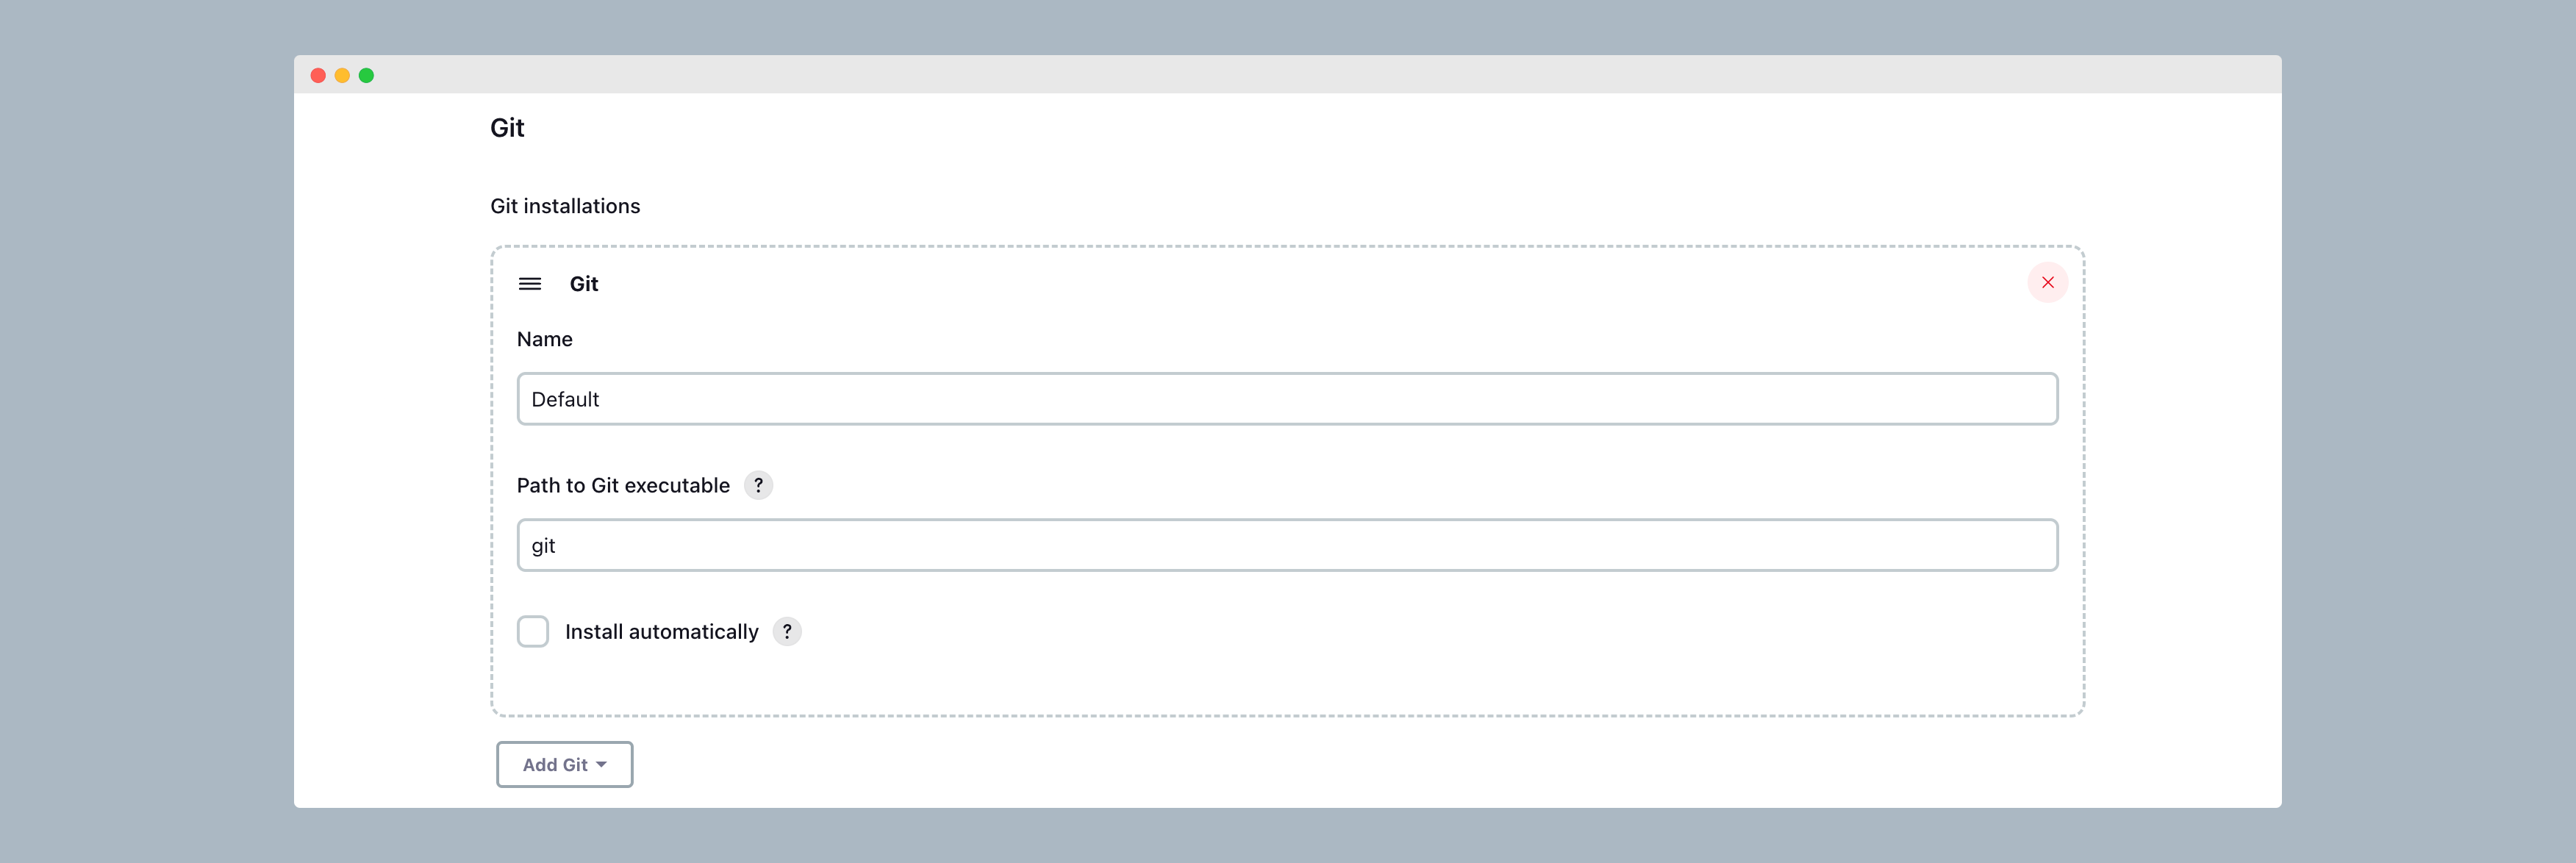 Git
Git installations
Git
Name
Default
Path to Git executable ?
git
Install automatically ?
Add Git